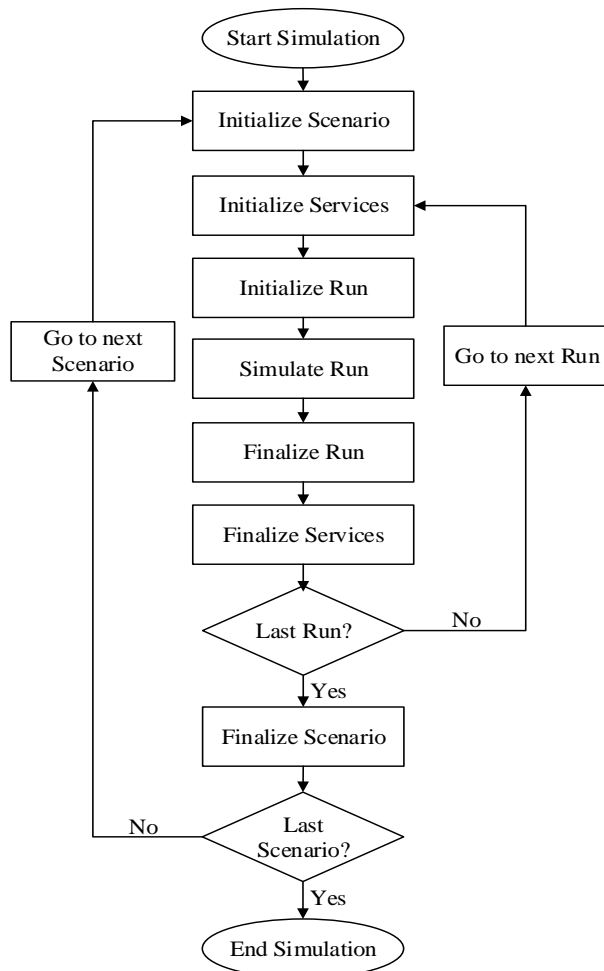 Start Simulation
Initialize Scenario
Initialize Services
Initialize Run
Go to next
Scenario
Simulate Run
Go to next Run
Finalize Run
Finalize Services
Last Run?
No
Yes
Finalize Scenario
Last
Scenario?
No
Yes
End Simulation